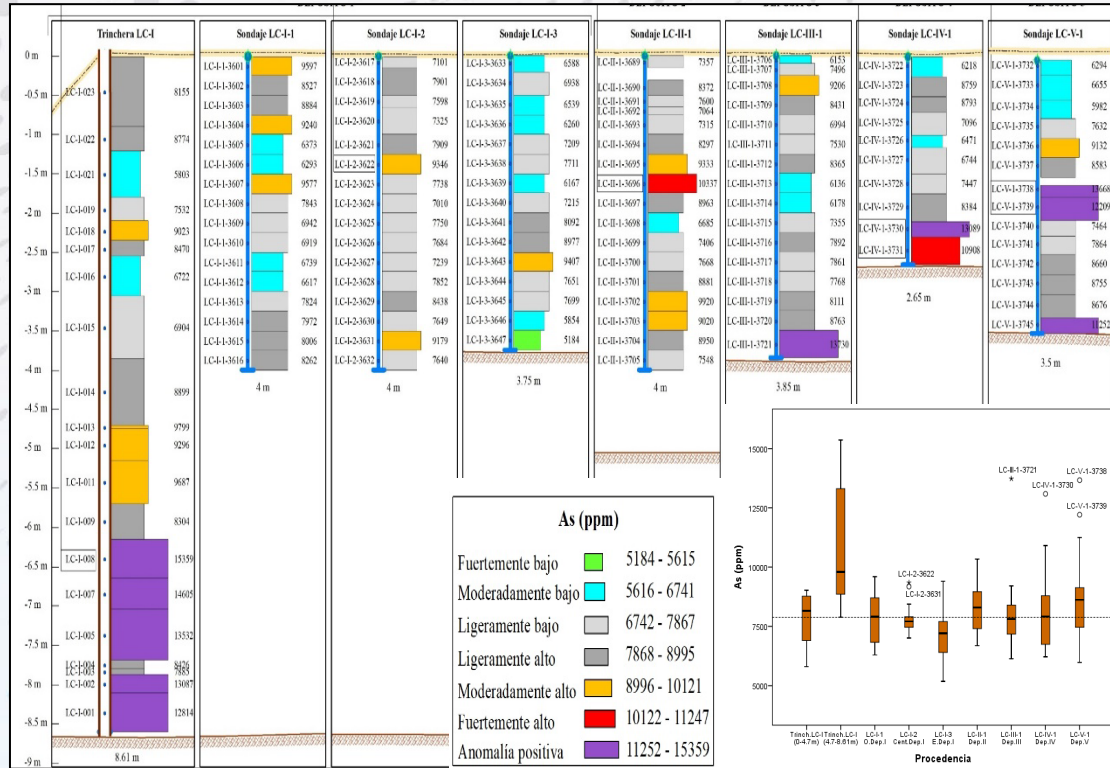 Trinchera LC-I
Sondaje LC-I-1
Sondaje LC-I-2
Sondaje LC-I-3
Sondaje LC-II-1
Sondaje LC-III-1
Sondaje LC-IV-1
Sondaje LC-V-1
0 m
-0,5 m
-1 m
-1,5 m
-2 m
-2,5 m
-3 m
-3,5 m
-4 m
-4,5 m
-5 m
-5,5 m
-6 m
-6,5 m
-7 m
-7,5 m
-8 m
-8,5 m
-9 m
LC-I-023 8155
LC-I-022 8774
LC-I-021 5803
LC-I-019 7532
LC-I-018 9023
LC-I-017 8470
LC-I-016 6722
LC-I-015 6904
LC-I-014 8899
LC-I-013 9799
LC-I-012 9296
LC-I-011 9687
LC-I-009 8304
LC-I-008 15359
LC-I-007 14605
LC-I-005 13532
LC-I-004 8426
LC-I-003 7883
LC-I-002 13087
LC-I-001 12814
8.61 m
LC-I-1-3601 9597
LC-I-1-3602 8527
LC-I-1-3603 8884
LC-I-1-3604 9240
LC-I-1-3605 6373
LC-I-1-3606 6293
LC-I-1-3607 9577
LC-I-1-3608 7843
LC-I-1-3609 6942
LC-I-1-3610 6919
LC-I-1-3611 6739
LC-I-1-3612 6617
LC-I-1-3613 7824
LC-I-1-3614 7972
LC-I-1-3615 8006
LC-I-1-3616 8262
4 m
LC-I-2-3617 7101
LC-I-2-3618 7901
LC-I-2-3619 7598
LC-I-2-3620 7325
LC-I-2-3621 7909
LC-I-2-3622 9346
LC-I-2-3623 7738
LC-I-2-3624 7010
LC-I-2-3625 7750
LC-I-2-3626 7684
LC-I-2-3627 7239
LC-I-2-3628 7852
LC-I-2-3629 8438
LC-I-2-3630 7649
LC-I-2-3631 9179
LC-I-2-3632 7640
4 m
LC-I-3-3633 6588
LC-I-3-3634 6938
LC-I-3-3635 6539
LC-I-3-3636 6260
LC-I-3-3637 7209
LC-I-3-3638 7711
LC-I-3-3639 6167
LC-I-3-3640 7215
LC-I-3-3641 8092
LC-I-3-3642 8977
LC-I-3-3643 9407
LC-I-3-3644 7651
LC-I-3-3645 7699
LC-I-3-3646 5854
LC-I-3-3647 5184
3.75 m
LC-II-1-3689 7357
LC-II-1-3690 8372
LC-II-1-3691 7600
LC-II-1-3692 7064
LC-II-1-3693 7315
LC-II-1-3694 8297
LC-II-1-3695 9333
LC-II-1-3696 10337
LC-II-1-3697 8963
LC-II-1-3698 6685
LC-II-1-3699 7406
LC-II-1-3700 7668
LC-II-1-3701 8881
LC-II-1-3702 9920
LC-II-1-3703 9020
LC-II-1-3704 8950
LC-II-1-3705 7548
4 m
LC-III-1-3706 6153
LC-III-1-3707 7496
LC-III-1-3708 9206
LC-III-1-3709 8431
LC-III-1-3710 6994
LC-III-1-3711 7530
LC-III-1-3712 8365
LC-III-1-3713 6136
LC-III-1-3714 6178
LC-III-1-3715 7355
LC-III-1-3716 7892
LC-III-1-3717 7861
LC-III-1-3718 7768
LC-III-1-3719 8111
LC-III-1-3720 8763
LC-III-1-3721 13730
3.85 m
LC-IV-1-3722 6218
LC-IV-1-3723 8759
LC-IV-1-3724 8793
LC-IV-1-3725 7096
LC-IV-1-3726 6471
LC-IV-1-3727 6744
LC-IV-1-3728 7447
LC-IV-1-3729 8384
LC-IV-1-3730 13089
LC-IV-1-3731 10908
2.65 m
LC-V-1-3732 6294
LC-V-1-3733 6655
LC-V-1-3734 5982
LC-V-1-3735 7632
LC-V-1-3736 9132
LC-V-1-3737 8583
LC-V-1-3738 13668
LC-V-1-3739 12209
LC-V-1-3740 7464
LC-V-1-3741 7864
LC-V-1-3742 8660
LC-V-1-3743 8755
LC-V-1-3744 8676
LC-V-1-3745 11252
3.5 m
As (ppm)
Fuertemente bajo 5184 - 5615
Moderadamente bajo 5616 - 6741
Ligeramente bajo 6742 - 7867
Ligeramente alto 7868 - 8995
Moderadamente alto 8996 - 10121
Fuertemente alto 10122 - 11247
Anomalía positiva 11252 - 15359
As (ppm)
15000
12500
10000
7500
5000
LC-I-2-3622
LC-I-2-3631
LC-III-1-3721
LC-IV-1-3730
LC-V-1-3738
LC-V-1-3739
Trinch.LC-I (0-4.7m)
Trinch.LC-I (4.7-8.61m)
LC-I-1 O.Dep.I
LC-I-2 Cent.Dep.I
LC-I-3 E.Dep.I
LC-II-1 Dep.II
LC-III-1 Dep.III
LC-IV-1 Dep.IV
LC-V-1 Dep.V
Procedencia